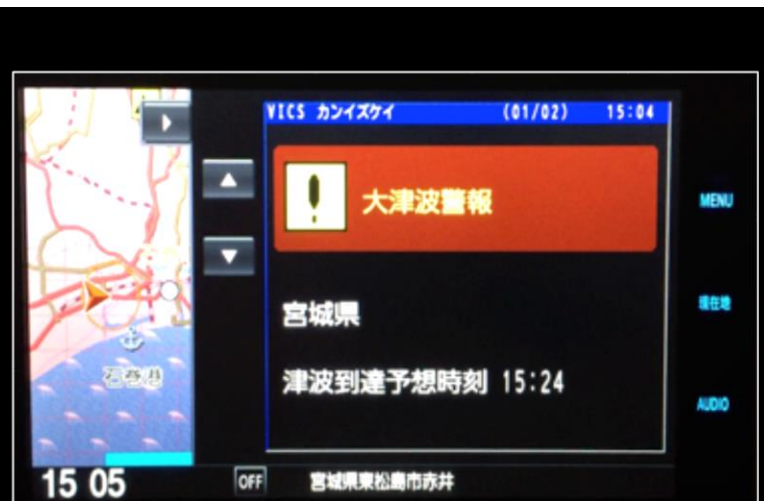 VICS カンイズケイ (01/02) 15:04
大津波警報
宮城県
津波到達予想時刻 15:24
MENU
現在地
AUDIO
石巻港
15 05
OFF
宮城県東松島市赤井